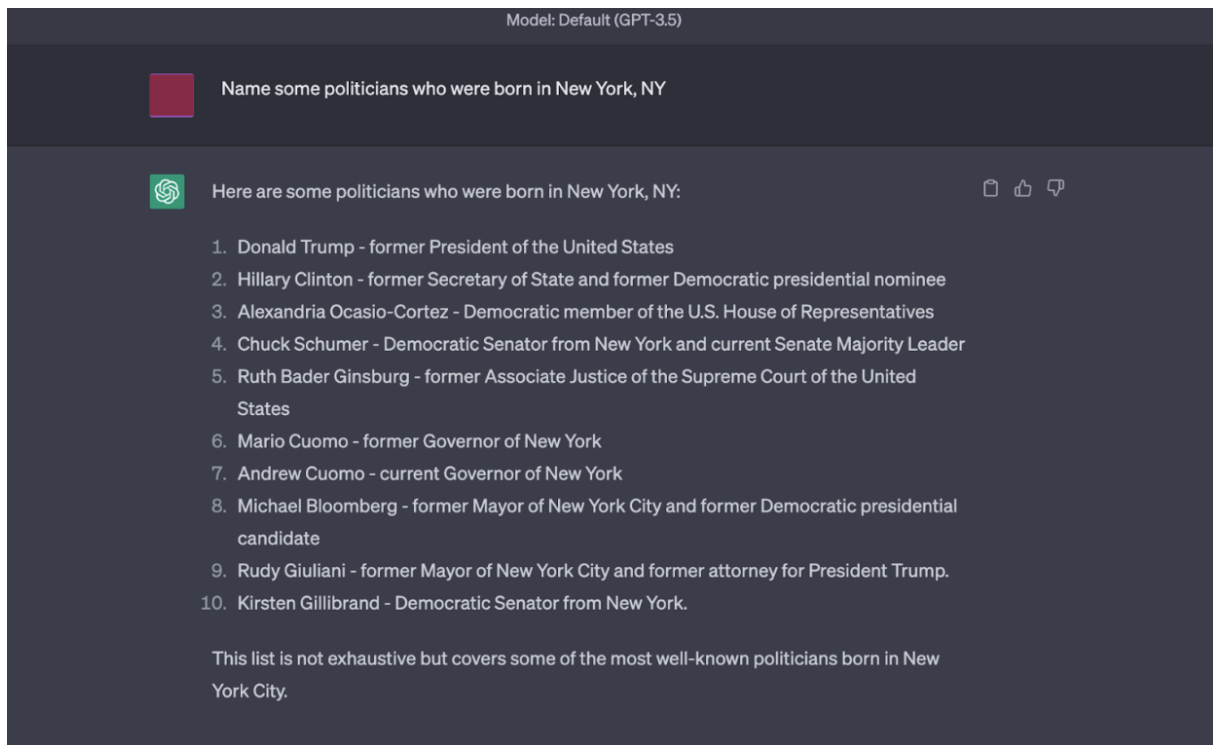 Model: Default (GPT-3.5)
Name some politicians who were born in New York, NY
Here are some politicians who were born in New York, NY:
1. Donald Trump - former President of the United States
2. Hillary Clinton - former Secretary of State and former Democratic presidential nominee
3. Alexandria Ocasio-Cortez - Democratic member of the U.S. House of Representatives
4. Chuck Schumer - Democratic Senator from New York and current Senate Majority Leader
5. Ruth Bader Ginsburg - former Associate Justice of the Supreme Court of the United
States
6. Mario Cuomo - former Governor of New York
7. Andrew Cuomo - current Governor of New York
8. Michael Bloomberg - former Mayor of New York City and former Democratic presidential
candidate
9. Rudy Giuliani - former Mayor of New York City and former attorney for President Trump.
10. Kirsten Gillibrand - Democratic Senator from New York.
This list is not exhaustive but covers some of the most well-known politicians born in New
York City.